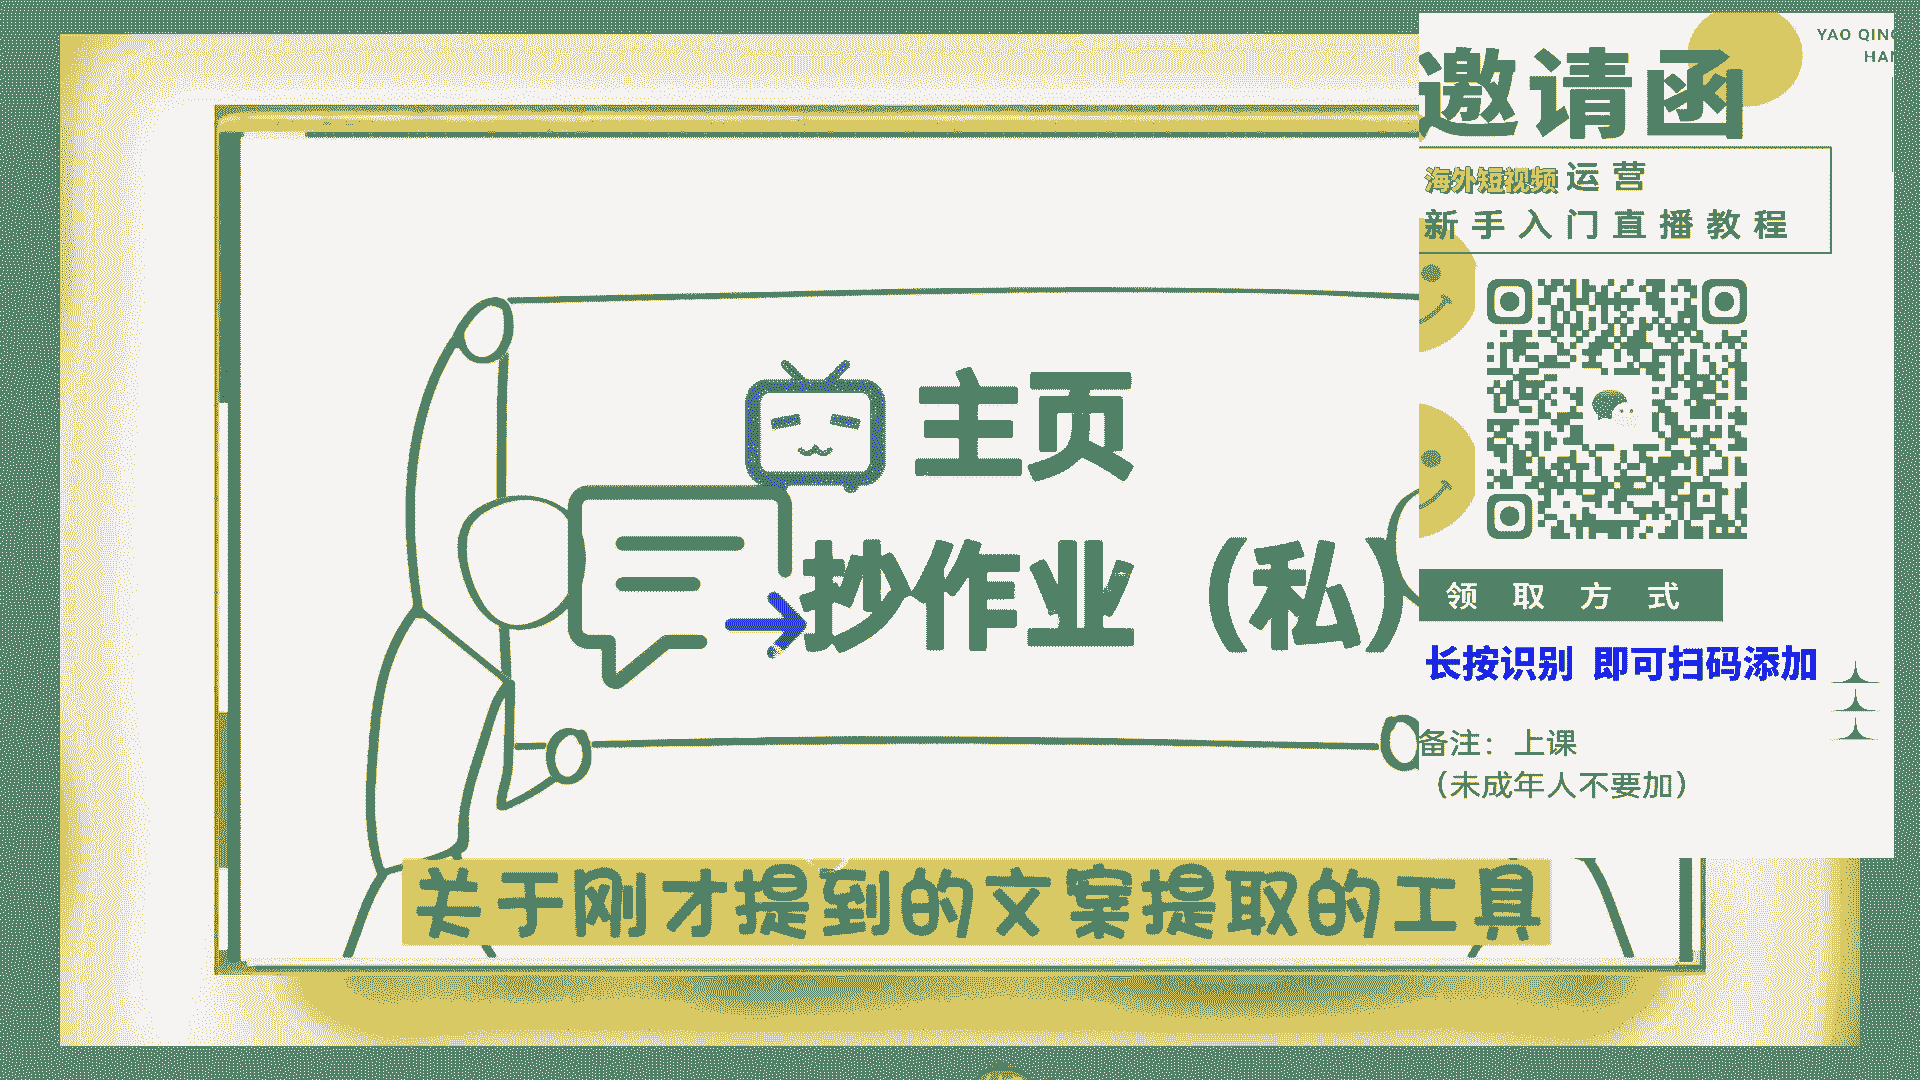 YAO QING
HAN
邀请函
海外短视频 运营
新手入门直播教程
主页
抄作业（私）
领取方式
长按识别 即可扫码添加
备注：上课
（未成年人不要加）
关于刚才提到的文案提取的工具